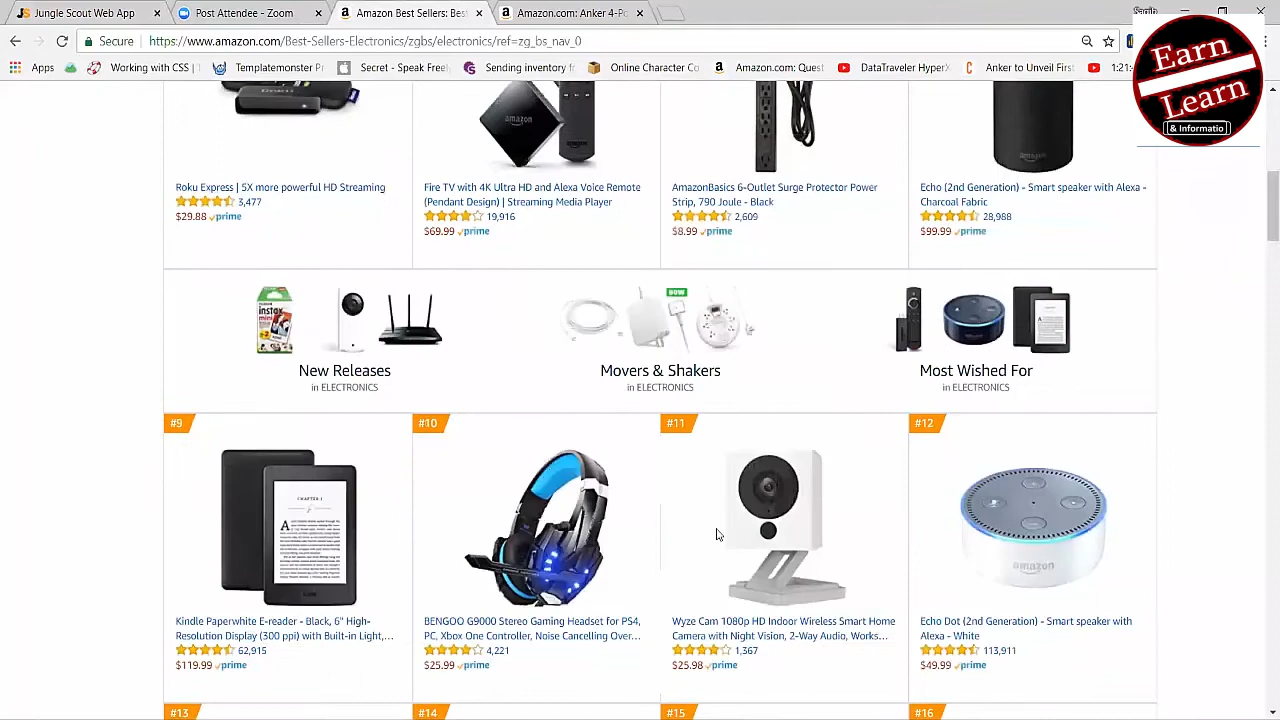 Jungle Scout Web App
Post Attendee - Zoom
Amazon Best Sellers: Bes
Amazon.com: Anker 4-Po
Secure
https://www.amazon.com/Best-Sellers-Electronics/zgbs/electronics/ref=zg_bs_nav_0
Apps
Working with CSS |
Templatemonster Pr
Secret - Speak Freel
Setting Inventory fr
Online Character Co
Amazon.com: Quest
DataTraveler HyperX
Anker to Unveil First
1:21:
Earn
Learn
& Informatio
Roku Express | 5X more powerful HD Streaming
3,477
$29.88 prime
Fire TV with 4K Ultra HD and Alexa Voice Remote
(Pendant Design) | Streaming Media Player
19,916
$69.99 prime
AmazonBasics 6-Outlet Surge Protector Power
Strip, 790 Joule - Black
2,609
$8.99 prime
Echo (2nd Generation) - Smart speaker with Alexa -
Charcoal Fabric
28,988
$99.99 prime
New Releases
in ELECTRONICS
Movers & Shakers
in ELECTRONICS
Most Wished For
in ELECTRONICS
#9
Kindle Paperwhite E-reader - Black, 6" High-
Resolution Display (300 ppi) with Built-in Light,...
62,915
$119.99 prime
#10
BENGOO G9000 Stereo Gaming Headset for PS4,
PC, Xbox One Controller, Noise Cancelling Over...
4,221
$25.99 prime
#11
Wyze Cam 1080p HD Indoor Wireless Smart Home
Camera with Night Vision, 2-Way Audio, Works...
1,367
$25.98 prime
#12
amazon
Echo Dot (2nd Generation) - Smart speaker with
Alexa - White
113,911
$49.99 prime
#13
#14
#15
#16